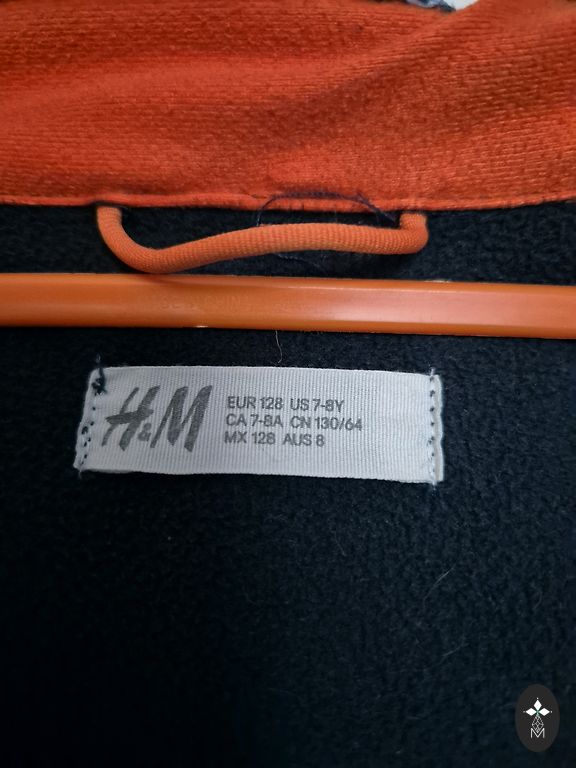 H&M
EUR 128 US 7-8Y
CA 7-8A CN 130/64
MX 128 AUS 8